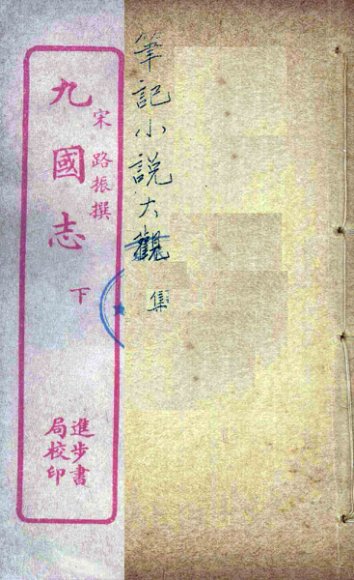 筆記小說大觀
集
宋 路振撰
九國志 下
進步書
局校印